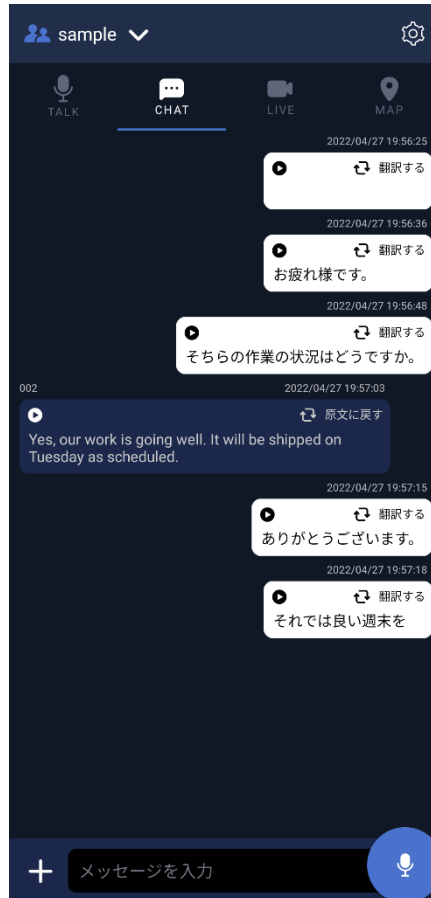 sample
TALK
CHAT
LIVE
MAP
2022/04/27 19:56:25
翻訳する
2022/04/27 19:56:36
翻訳する
お疲れ様です。
2022/04/27 19:56:48
翻訳する
そちらの作業の状況はどうですか。
002
2022/04/27 19:57:03
原文に戻す
Yes, our work is going well. It will be shipped on
Tuesday as scheduled.
2022/04/27 19:57:15
翻訳する
ありがとうございます。
2022/04/27 19:57:18
翻訳する
それでは良い週末を
メッセージを入力